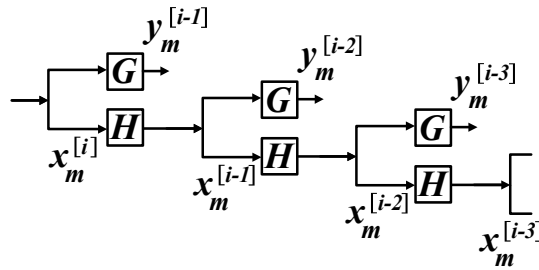 y_m^[i-1]
G
y_m^[i-2]
H
G
y_m^[i-3]
x_m^[i]
H
G
x_m^[i-1]
H
x_m^[i-2]
x_m^[i-3]